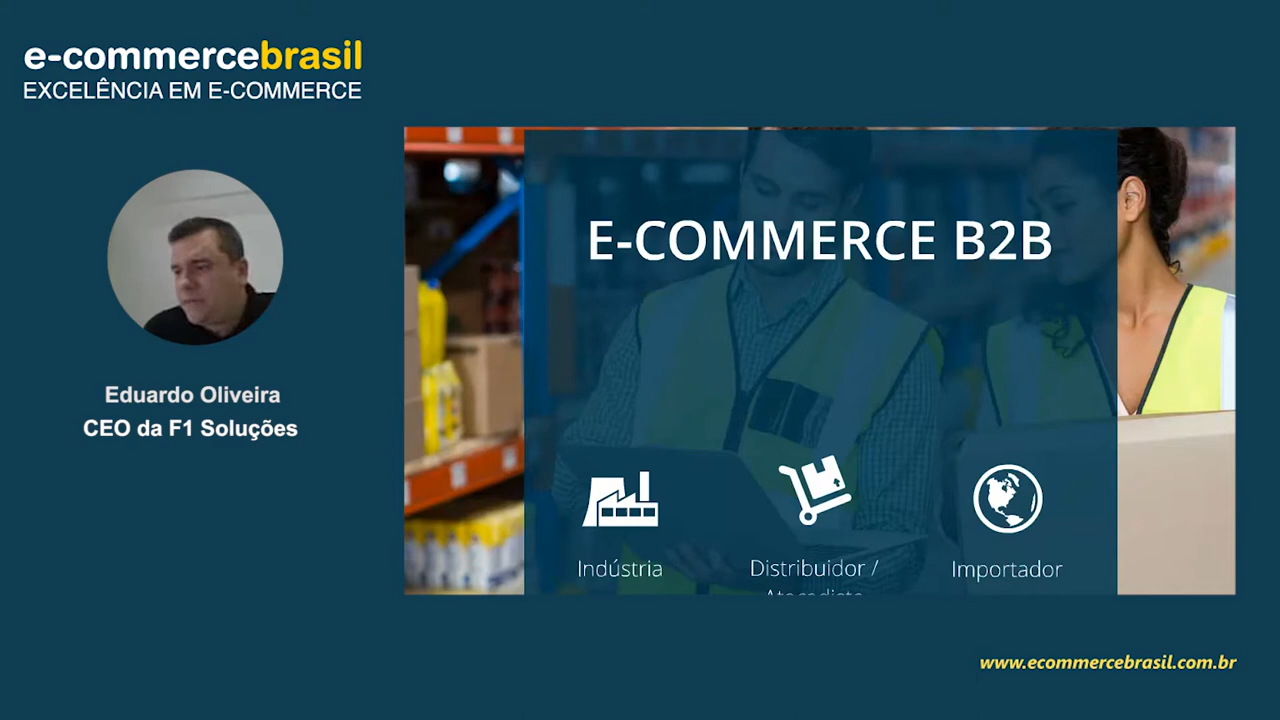 e-commercebrasil
EXCELÊNCIA EM E-COMMERCE
Eduardo Oliveira
CEO da F1 Soluções
E-COMMERCE B2B
Indústria
Distribuidor /
Importador
www.ecommercebrasil.com.br